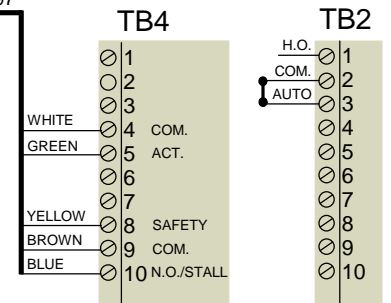 TB4
1
2
3
WHITE 4 COM.
GREEN 5 ACT.
6
7
YELLOW 8 SAFETY
BROWN 9 COM.
BLUE 10 N.O./STALL
TB2
H.O. 1
COM. 2
AUTO 3
4
5
6
7
8
9
10